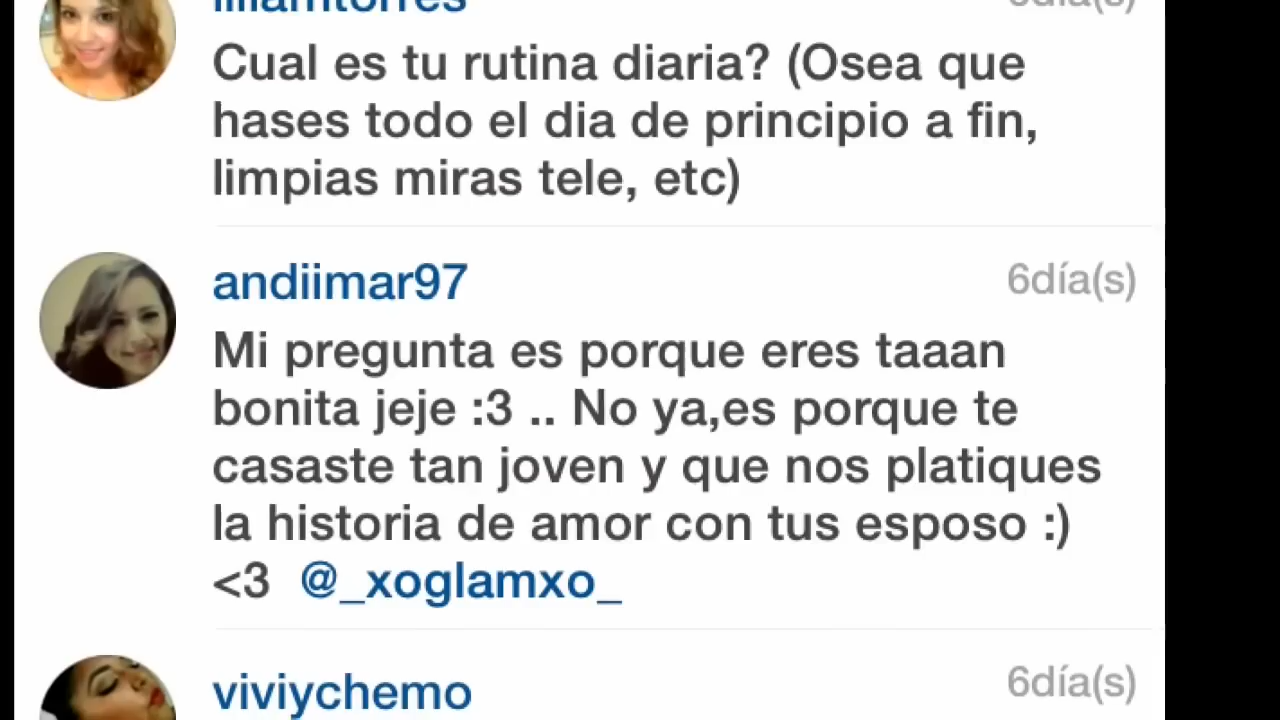 Cual es tu rutina diaria? (Osea que
hases todo el dia de principio a fin,
limpias miras tele, etc)
andiimar97 6día(s)
Mi pregunta es porque eres taaan
bonita jeje :3 .. No ya,es porque te
casaste tan joven y que nos platiques
la historia de amor con tus esposo :)
<3 @_xoglamxo_
viviychemo 6día(s)